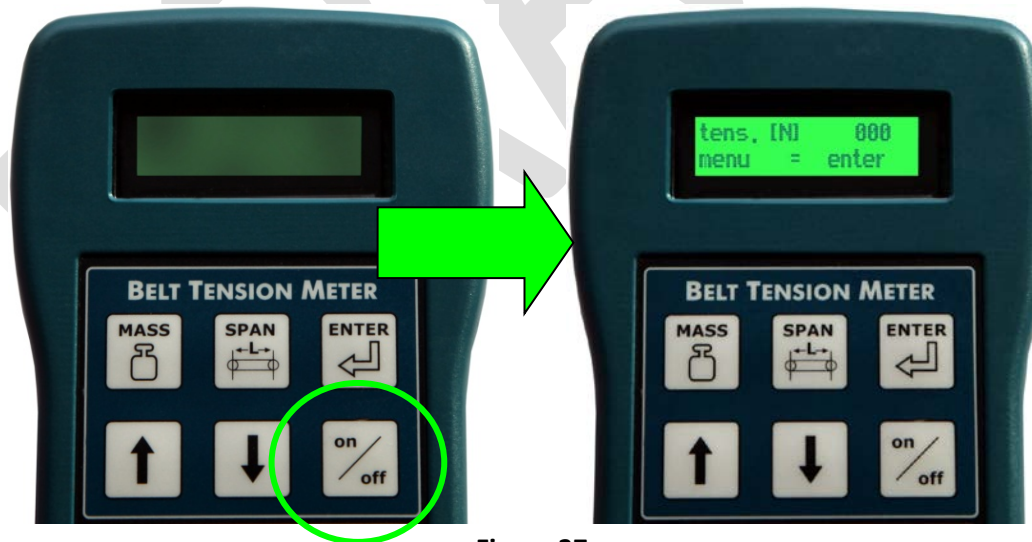 BELT TENSION METER
MASS SPAN ENTER
L
on
off
tens. [N] 000
menu = enter
BELT TENSION METER
MASS SPAN ENTER
L
on
off